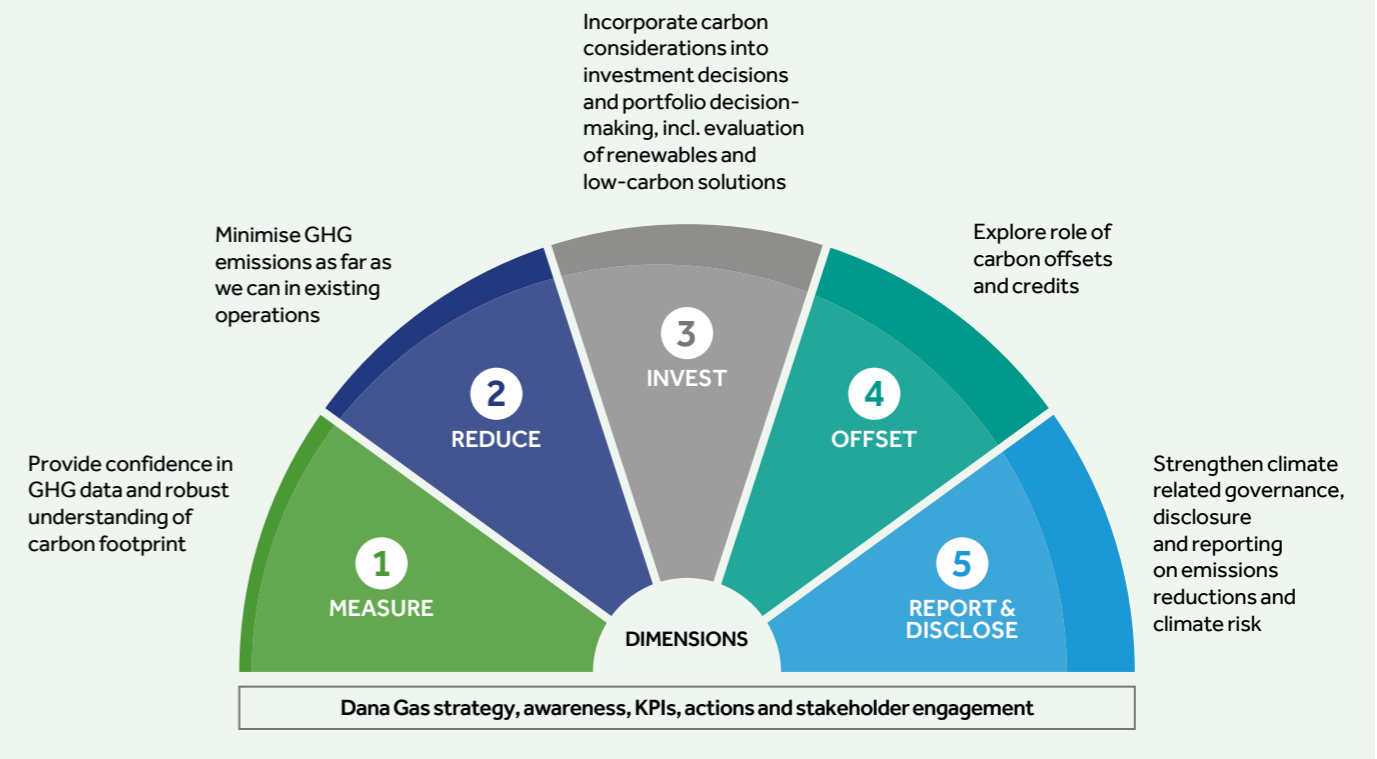 Incorporate carbon
considerations into
investment decisions
and portfolio decision-
making, incl. evaluation
of renewables and
low-carbon solutions
Minimise GHG
emissions as far as
we can in existing
operations
Explore role of
carbon offsets
and credits
3
INVEST
2
REDUCE
4
OFFSET
Provide confidence in
GHG data and robust
understanding of
carbon footprint
Strengthen climate
related governance,
disclosure
and reporting
on emissions
reductions and
climate risk
1
MEASURE
5
REPORT &
DISCLOSE
DIMENSIONS
Dana Gas strategy, awareness, KPIs, actions and stakeholder engagement